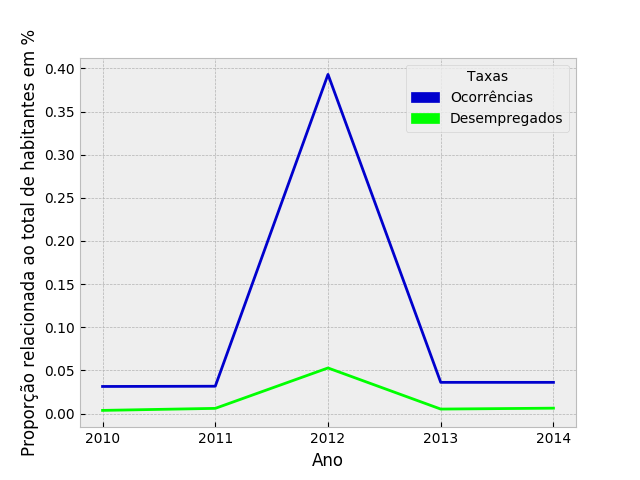 Proporção relacionada ao total de habitantes em %
0.40
0.35
0.30
0.25
0.20
0.15
0.10
0.05
0.00
Taxas
Ocorrências
Desempregados
2010 2011 2012 2013 2014
Ano